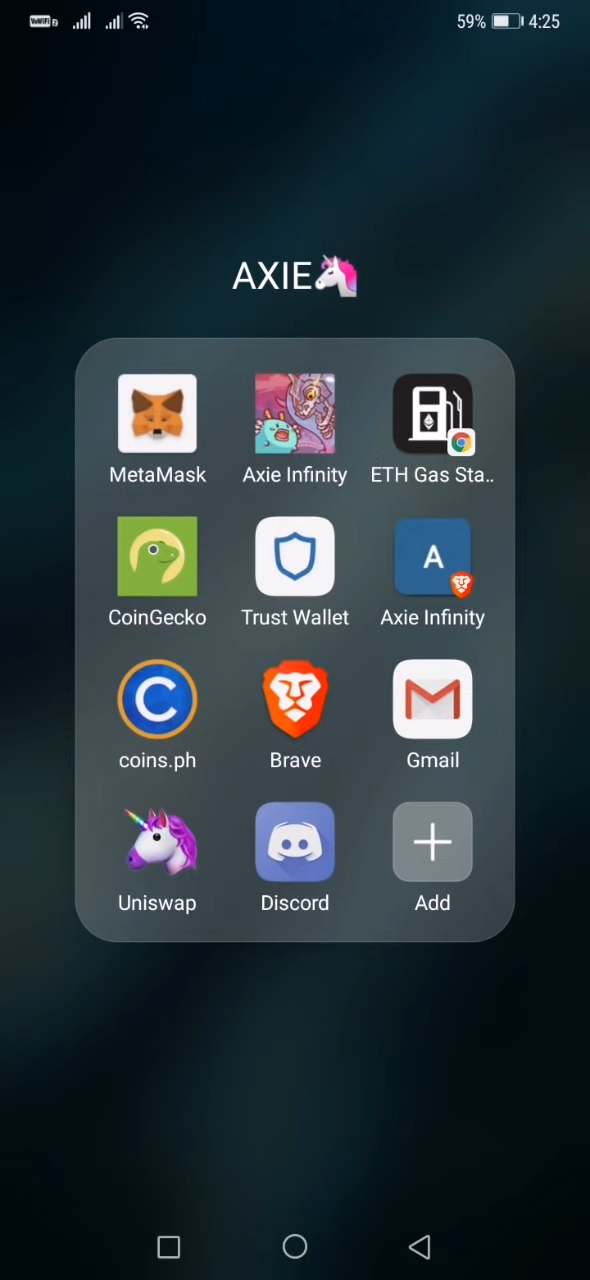 59% 4:25
AXIE🦄
MetaMask Axie Infinity ETH Gas Sta..
CoinGecko Trust Wallet A Axie Infinity
coins.ph Brave Gmail
Uniswap Discord Add